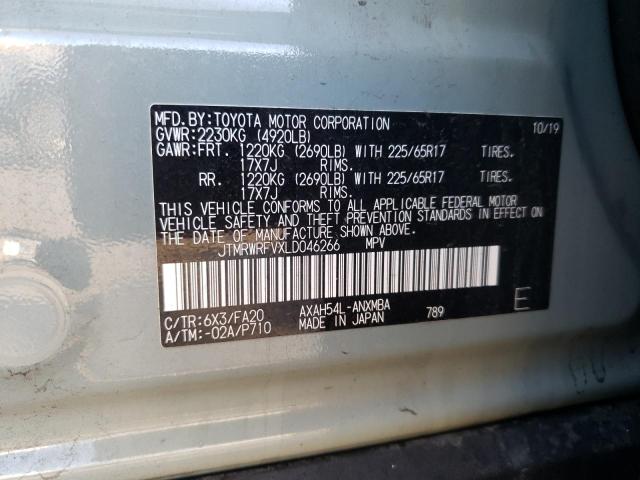 MFD.BY:TOYOTA MOTOR CORPORATION 10/19
GVWR:2230KG (4920LB)
GAWR:FRT. 1220KG (2690LB) WITH 225/65R17 TIRES.
17X7J RIMS.
RR. 1220KG (2690LB) WITH 225/65R17 TIRES.
17X7J RIMS.
THIS VEHICLE CONFORMS TO ALL APPLICABLE FEDERAL MOTOR
VEHICLE SAFETY AND THEFT PREVENTION STANDARDS IN EFFECT ON
THE DATE OF MANUFACTURE SHOWN ABOVE.
JTMRWRFVXLD046266 MPV
C/TR:6X3/FA20 AXAH54L-ANXMBA 789 E
A/TM:-02A/P710 MADE IN JAPAN